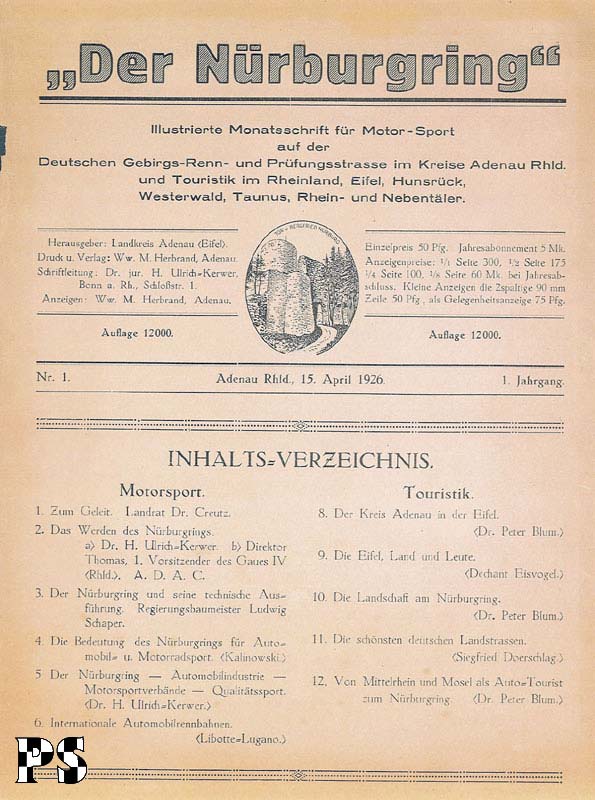 „Der Nürburgring“
Illustrierte Monatsschrift für Motor-Sport
auf der
Deutschen Gebirgs-Renn- und Prüfungsstrasse im Kreise Adenau Rhld.
und Touristik im Rheinland, Eifel, Hunsrück,
Westerwald, Taunus, Rhein- und Nebentäler.
Herausgeber: Landkreis Adenau (Eifel).
Druck u. Verlag: Ww. M. Herbrand, Adenau.
Schriftleitung: Dr. jur. H. Ulrich-Kerwer.
Bonn a. Rh., Schloßstr. 1.
Anzeigen: Ww. M. Herbrand, Adenau.
Auflage 12000.
BERGFRIED NÜRBURG
Einzelpreis 50 Pfg. Jahresabonnement 5 Mk.
Anzeigenpreise: 1/1 Seite 300, 1/2 Seite 175
1/4 Seite 100, 1/8 Seite 60 Mk. bei Jahresab-
schluss. Kleine Anzeigen die 2spaltige 90 mm
Zeile 50 Pfg., als Gelegenheitsanzeige 75 Pfg.
Auflage 12000.
Nr. 1. Adenau Rhld., 15. April 1926. 1. Jahrgang.
INHALTS=VERZEICHNIS.
Motorsport.
1. Zum Geleit. Landrat Dr. Creutz.
2. Das Werden des Nürburgrings.
a) Dr. H. Ulrich=Kerwer. b) Direktor
Thomas, 1. Vorsitzender des Gaues IV
(Rhld.). A. D. A. C.
3. Der Nürburgring und seine technische Aus=
führung. Regierungsbaumeister Ludwig
Schaper.
4. Die Bedeutung des Nürburgrings für Auto=
mobil= u. Motorradsport. (Kalinowski.)
5 Der Nürburgring — Automobilindustrie —
Motorsportverbände — Qualitätssport.
(Dr. H. Ulrich=Kerwer.)
6. Internationale Automobilrennbahnen.
(Libotte=Lugano.)
Touristik.
8. Der Kreis Adenau in der Eifel.
(Dr. Peter Blum.)
9. Die Eifel, Land und Leute.
(Dechant Eisvogel.)
10. Die Landschaft am Nürburgring.
(Dr. Peter Blum.)
11. Die schönsten deutschen Landstrassen.
(Siegfried Doerschlag.)
12. Von Mittelrhein und Mosel als Auto=Tourist
zum Nürburgring. (Dr. Peter Blum.)
PS